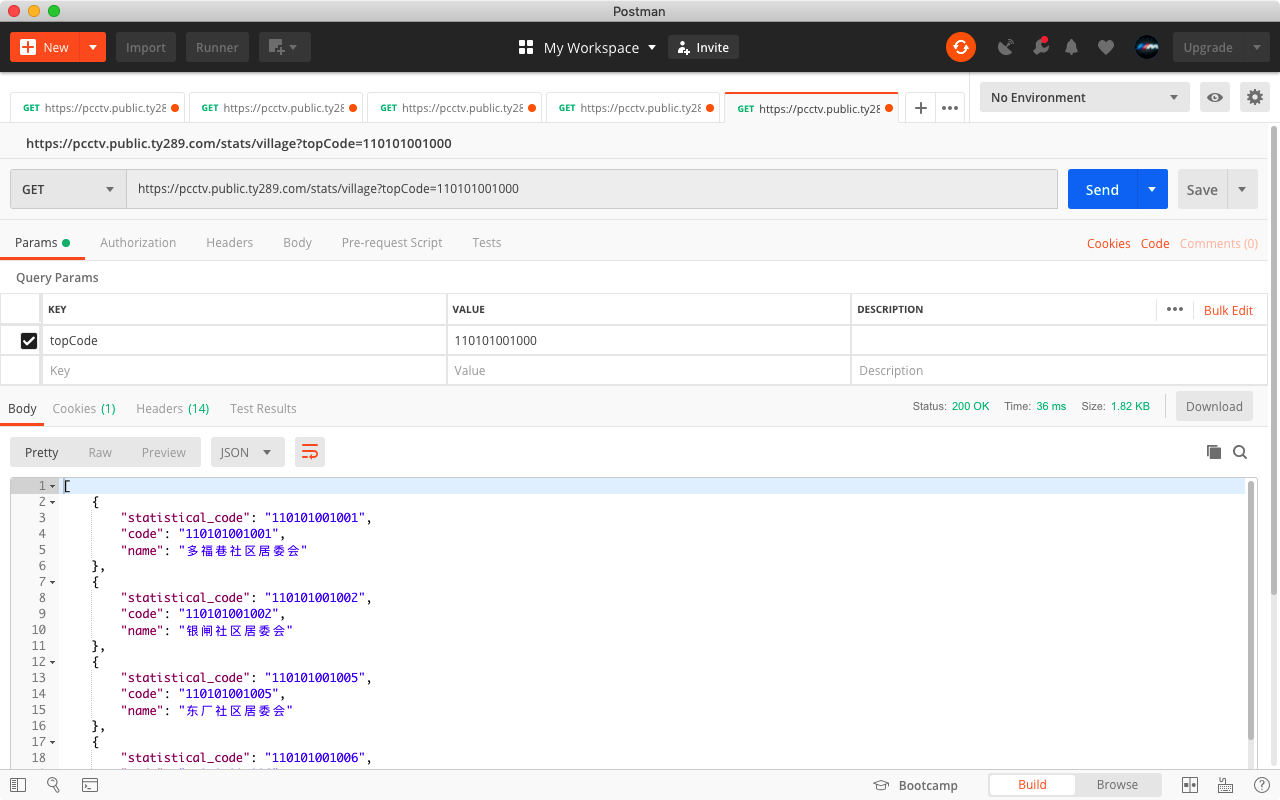 Postman
New
Import
Runner
My Workspace
Invite
Upgrade
GET https://pcctv.public.ty28
GET https://pcctv.public.ty28
GET https://pcctv.public.ty28
GET https://pcctv.public.ty28
GET https://pcctv.public.ty28
No Environment
https://pcctv.public.ty289.com/stats/village?topCode=110101001000
GET
https://pcctv.public.ty289.com/stats/village?topCode=110101001000
Send
Save
Params
Authorization
Headers
Body
Pre-request Script
Tests
Cookies
Code
Comments (0)
Query Params
KEY
VALUE
DESCRIPTION
Bulk Edit
topCode
110101001000
Key
Value
Description
Body
Cookies (1)
Headers (14)
Test Results
Status: 200 OK
Time: 36 ms
Size: 1.82 KB
Download
Pretty
Raw
Preview
JSON
1 [
2 {
3 "statistical_code": "110101001001",
4 "code": "110101001001",
5 "name": "多福巷社区居委会"
6 },
7 {
8 "statistical_code": "110101001002",
9 "code": "110101001002",
10 "name": "银闸社区居委会"
11 },
12 {
13 "statistical_code": "110101001005",
14 "code": "110101001005",
15 "name": "东厂社区居委会"
16 },
17 {
18 "statistical_code": "110101001006",
Bootcamp
Build
Browse